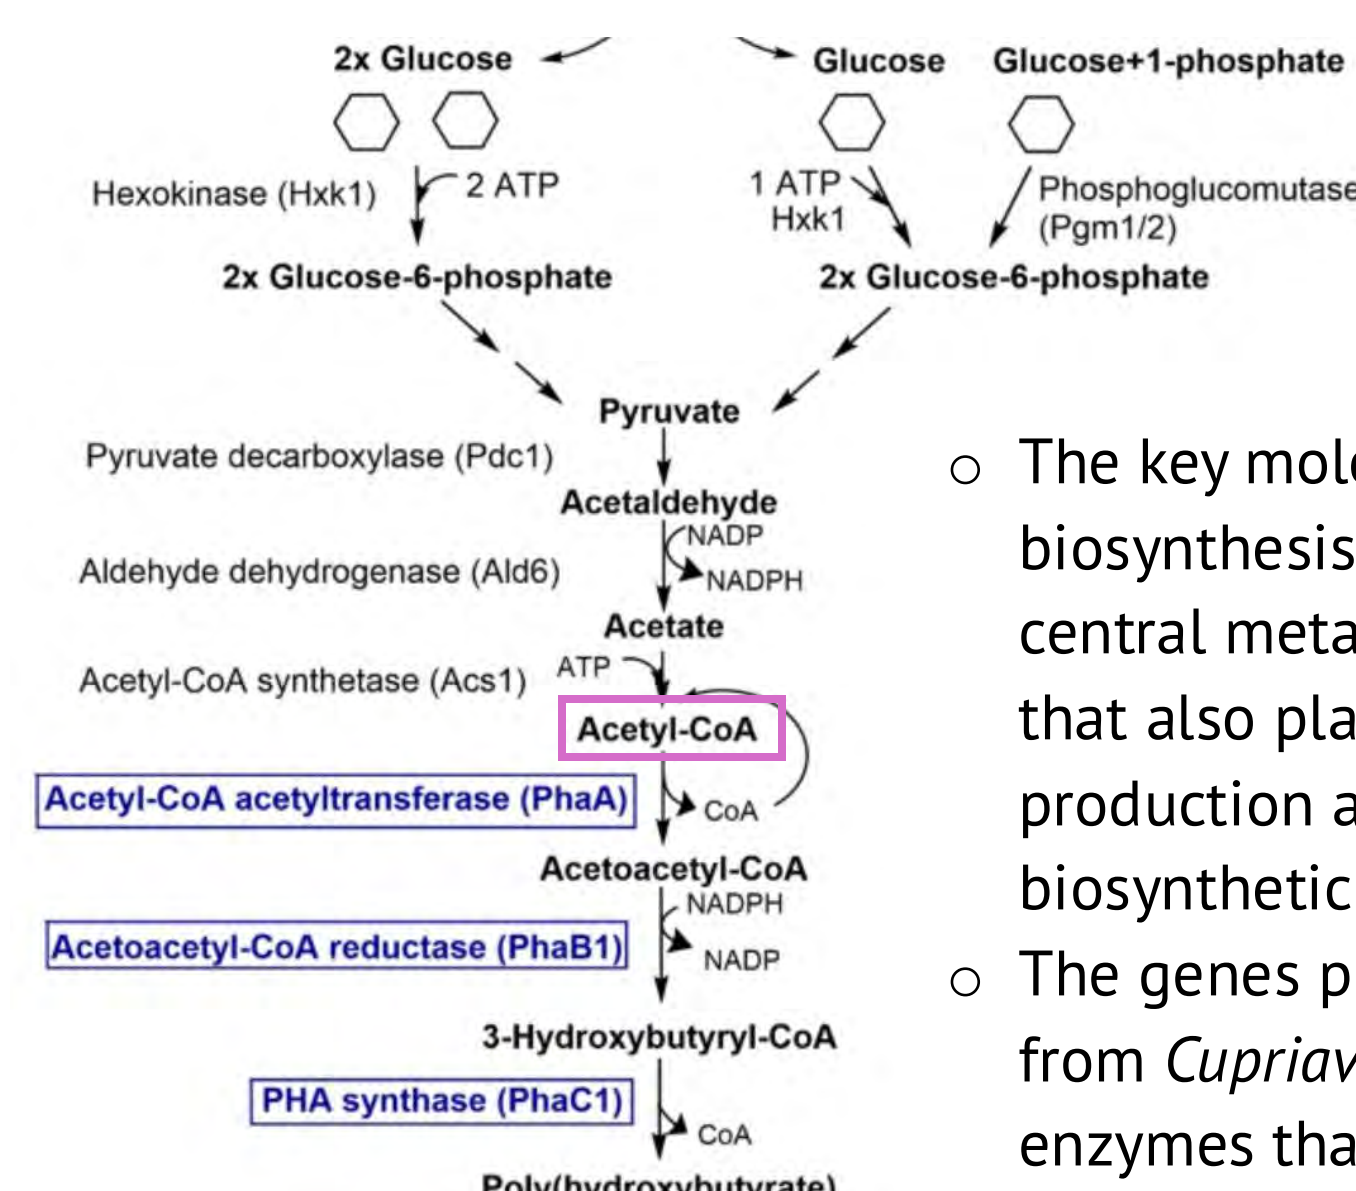 2x Glucose
Glucose
Glucose+1-phosphate
Hexokinase (Hxk1)
2 ATP
1 ATP
Hxk1
Phosphoglucomutase
(Pgm1/2)
2x Glucose-6-phosphate
2x Glucose-6-phosphate
Pyruvate
Pyruvate decarboxylase (Pdc1)
Acetaldehyde
NADP
Aldehyde dehydrogenase (Ald6)
NADPH
Acetate
ATP
Acetyl-CoA synthetase (Acs1)
Acetyl-CoA
Acetyl-CoA acetyltransferase (PhaA)
CoA
Acetoacetyl-CoA
NADPH
Acetoacetyl-CoA reductase (PhaB1)
NADP
3-Hydroxybutyryl-CoA
PHA synthase (PhaC1)
CoA
Poly(hydroxybutyrate)
○ The key mol
biosynthesis
central meta
that also pla
production a
biosynthetic
○ The genes p
from Cupriav
enzymes tha